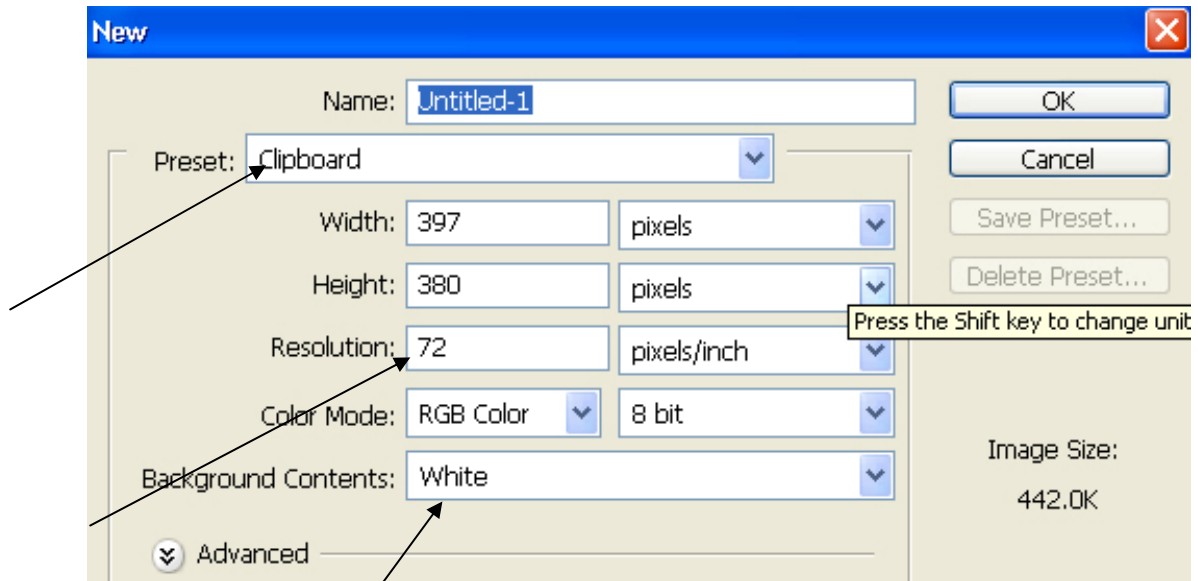 New
Name: Untitled-1
OK
Preset: Clipboard
Cancel
Width: 397 pixels
Save Preset...
Height: 380 pixels
Delete Preset...
Press the Shift key to change unit
Resolution: 72 pixels/inch
Color Mode: RGB Color 8 bit
Image Size:
Background Contents: White
442.0K
Advanced